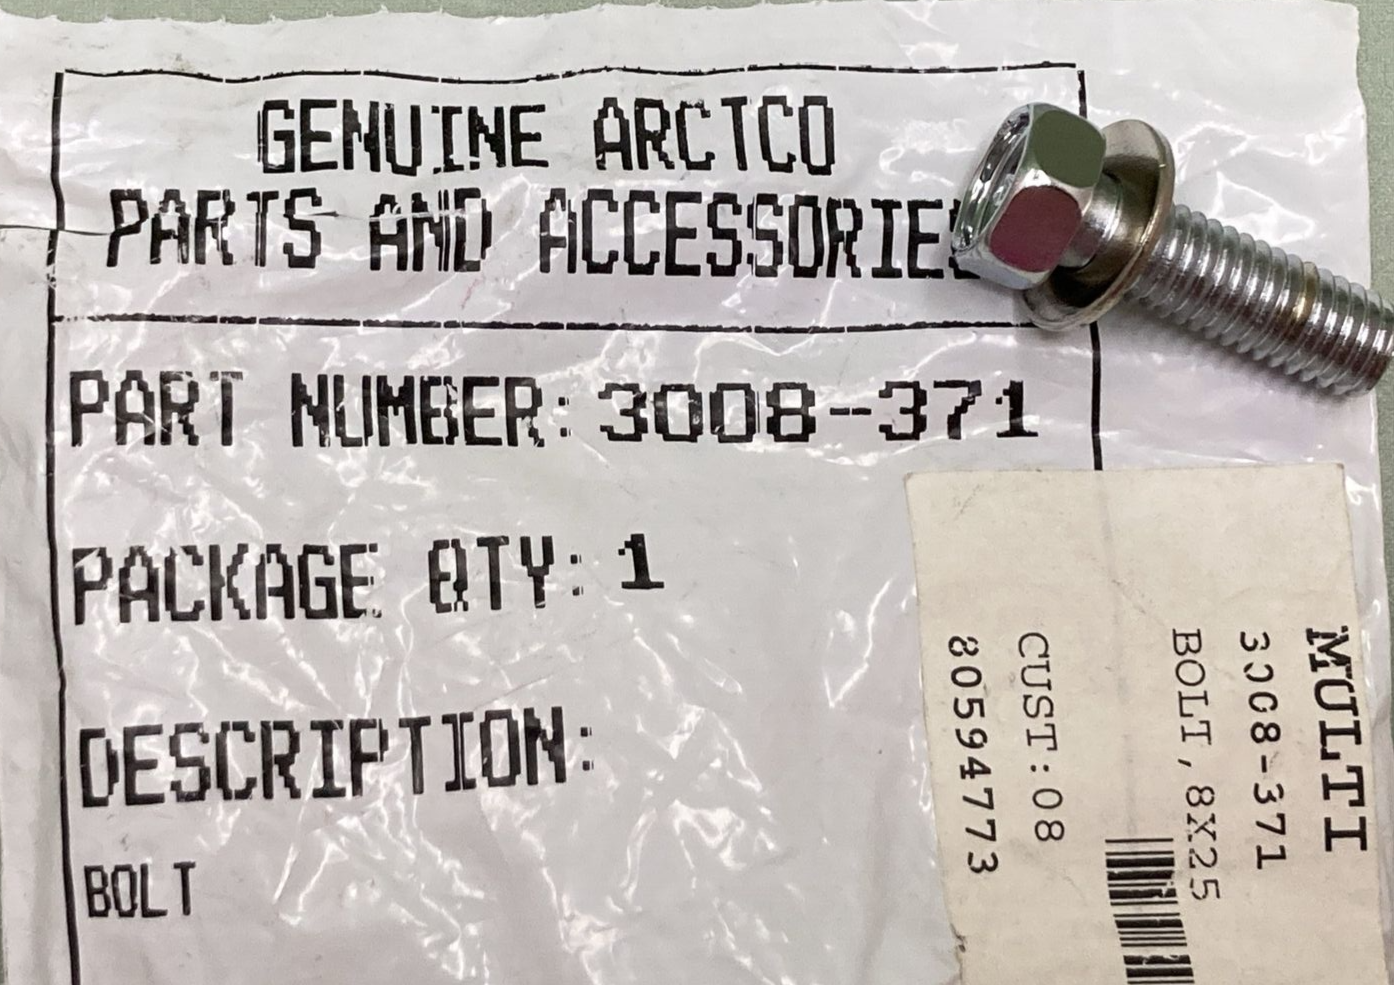 GENUINE ARCTCO
PARTS AND ACCESSORIES
PART NUMBER: 3008-371
PACKAGE QTY: 1
DESCRIPTION:
BOLT
MULTI
3008-371
BOLT, 8X25
CUST:08
80594773